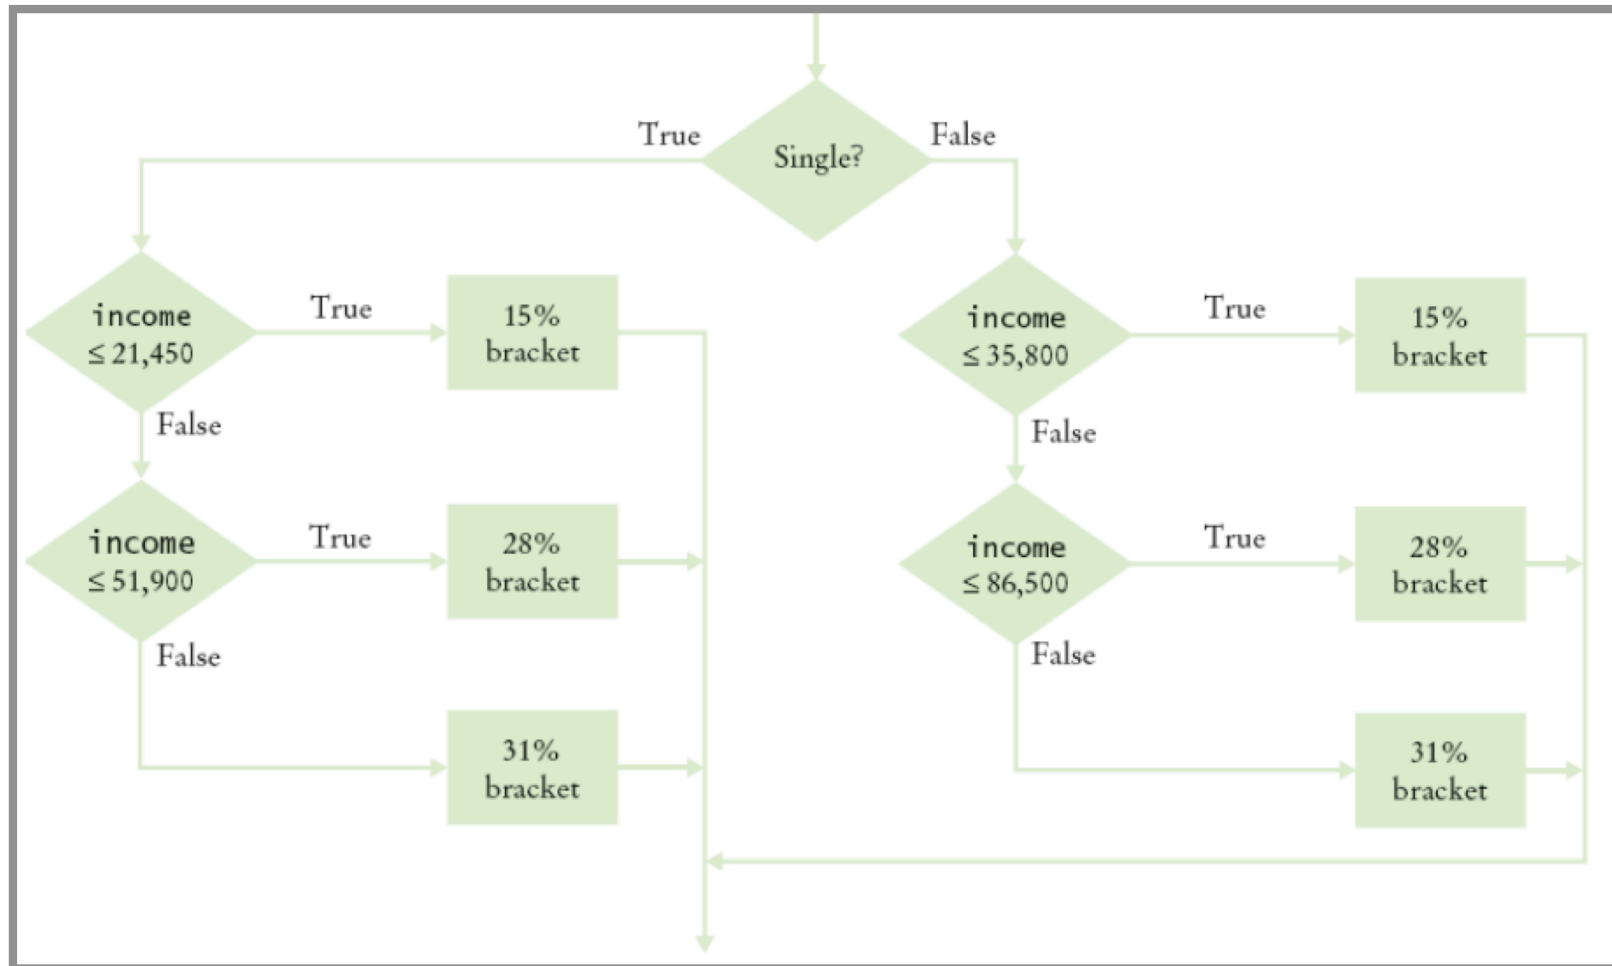 True
Single?
False
income
≤ 21,450
True
15%
bracket
False
income
≤ 51,900
True
28%
bracket
False
31%
bracket
income
≤ 35,800
True
15%
bracket
False
income
≤ 86,500
True
28%
bracket
False
31%
bracket